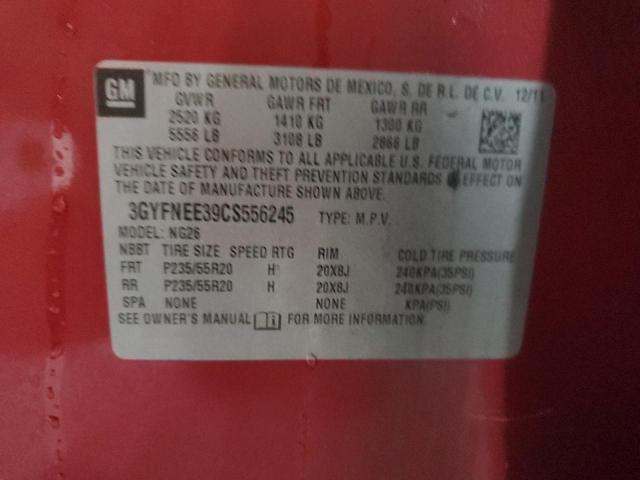 GM
MFD BY GENERAL MOTORS DE MEXICO, S. DE R.L. DE C.V. 12/11
GVWR GAWR FRT GAWR RR
2520 KG 1410 KG 1300 KG
5556 LB 3108 LB 2866 LB
THIS VEHICLE CONFORMS TO ALL APPLICABLE U.S. FEDERAL MOTOR
VEHICLE SAFETY AND THEFT PREVENTION STANDARDS EFFECT ON
THE DATE OF MANUFACTURE SHOWN ABOVE.
3GYFNEE39CS556245 TYPE: M.P.V.
MODEL: NG26
NBBT TIRE SIZE SPEED RTG RIM COLD TIRE PRESSURE
FRT P235/55R20 H 20X8J 240KPA(35PSI)
RR P235/55R20 H 20X8J 240KPA(35PSI)
SPA NONE NONE KPA(PSI)
SEE OWNER'S MANUAL FOR MORE INFORMATION.